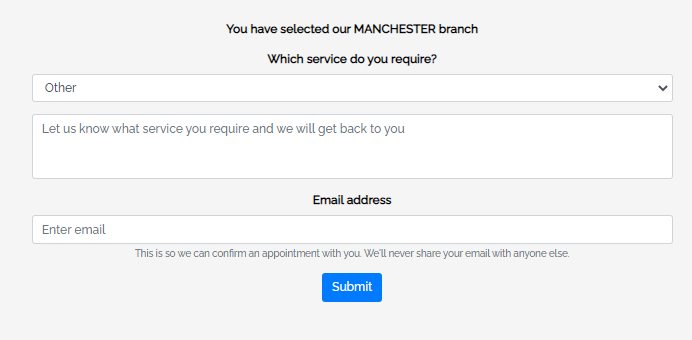 You have selected our MANCHESTER branch
Which service do you require?
Other
Let us know what service you require and we will get back to you
Email address
Enter email
This is so we can confirm an appointment with you. We'll never share your email with anyone else.
Submit